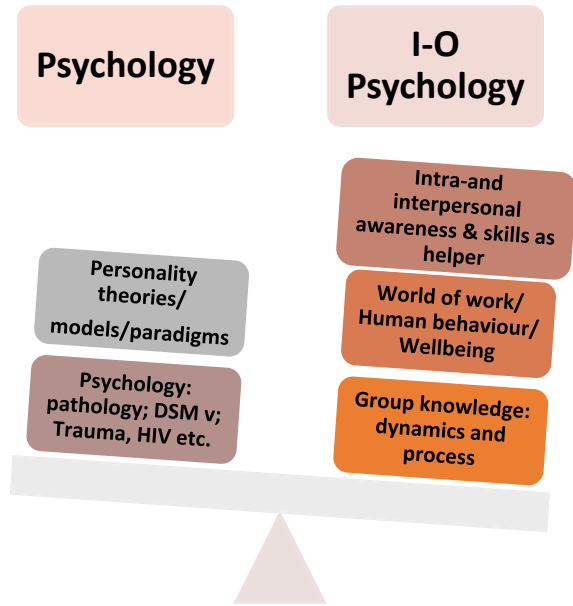 Psychology
I-O
Psychology
Intra-and
interpersonal
awareness & skills as
helper
Personality
theories/
models/paradigms
World of work/
Human behaviour/
Wellbeing
Psychology:
pathology; DSM v;
Trauma, HIV etc.
Group knowledge:
dynamics and
process